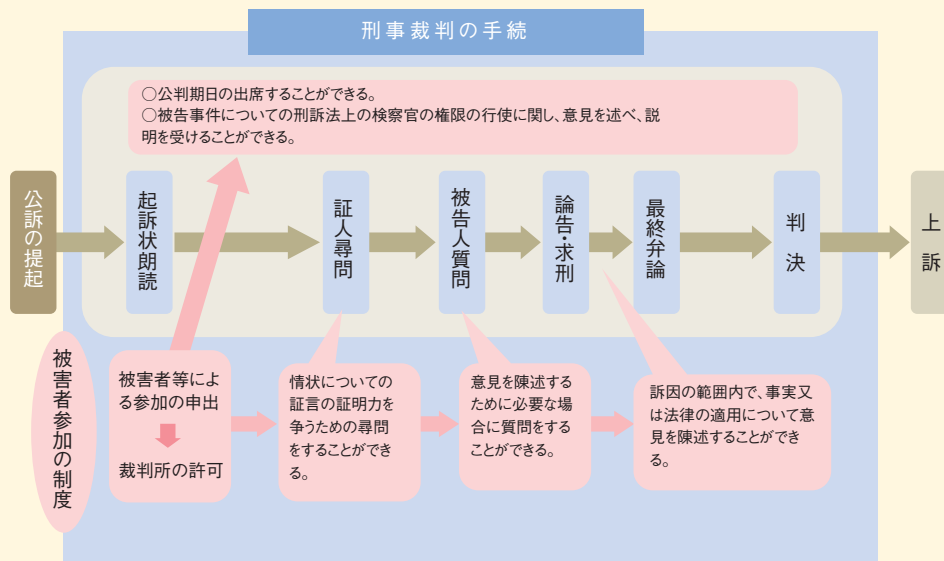 刑事裁判の手続
○公判期日の出席することができる。
○被告事件についての刑訴法上の検察官の権限の行使に関し、意見を述べ、説
明を受けることができる。
公訴の提起
起訴状朗読
証人尋問
被告人質問
論告・求刑
最終弁論
判決
上訴
被害者参加の制度
被害者等によ
る参加の申出
裁判所の許可
情状についての
証言の証明力を
争うための尋問
をすることができ
る。
意見を陳述する
ために必要な場
合に質問をする
ことができる。
訴因の範囲内で、事実又
は法律の適用について意
見を陳述することができ
る。